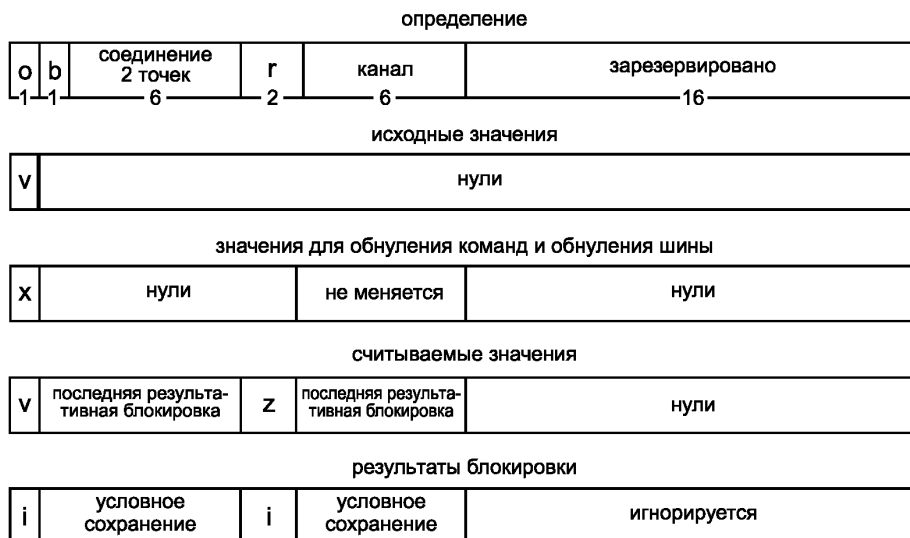 определение
o b соединение r канал зарезервировано
2 точек
1 1 6 2 6 16
исходные значения
v нули
значения для обнуления команд и обнуления шины
x нули не меняется нули
считываемые значения
v последняя результа- z последняя результа- нули
тивная блокировка тивная блокировка
результаты блокировки
i условное i условное игнорируется
сохранение сохранение